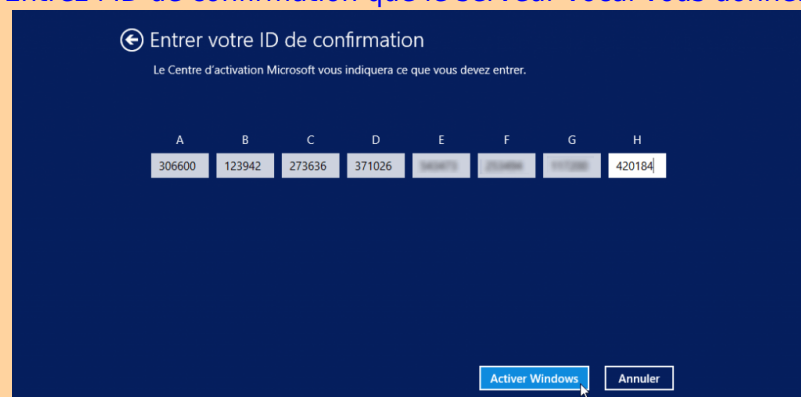 Entrer votre ID de confirmation
Le Centre d'activation Microsoft vous indiquera ce que vous devez entrer.
A B C D E F G H
306600 123942 273636 371026 420184
Activer Windows Annuler